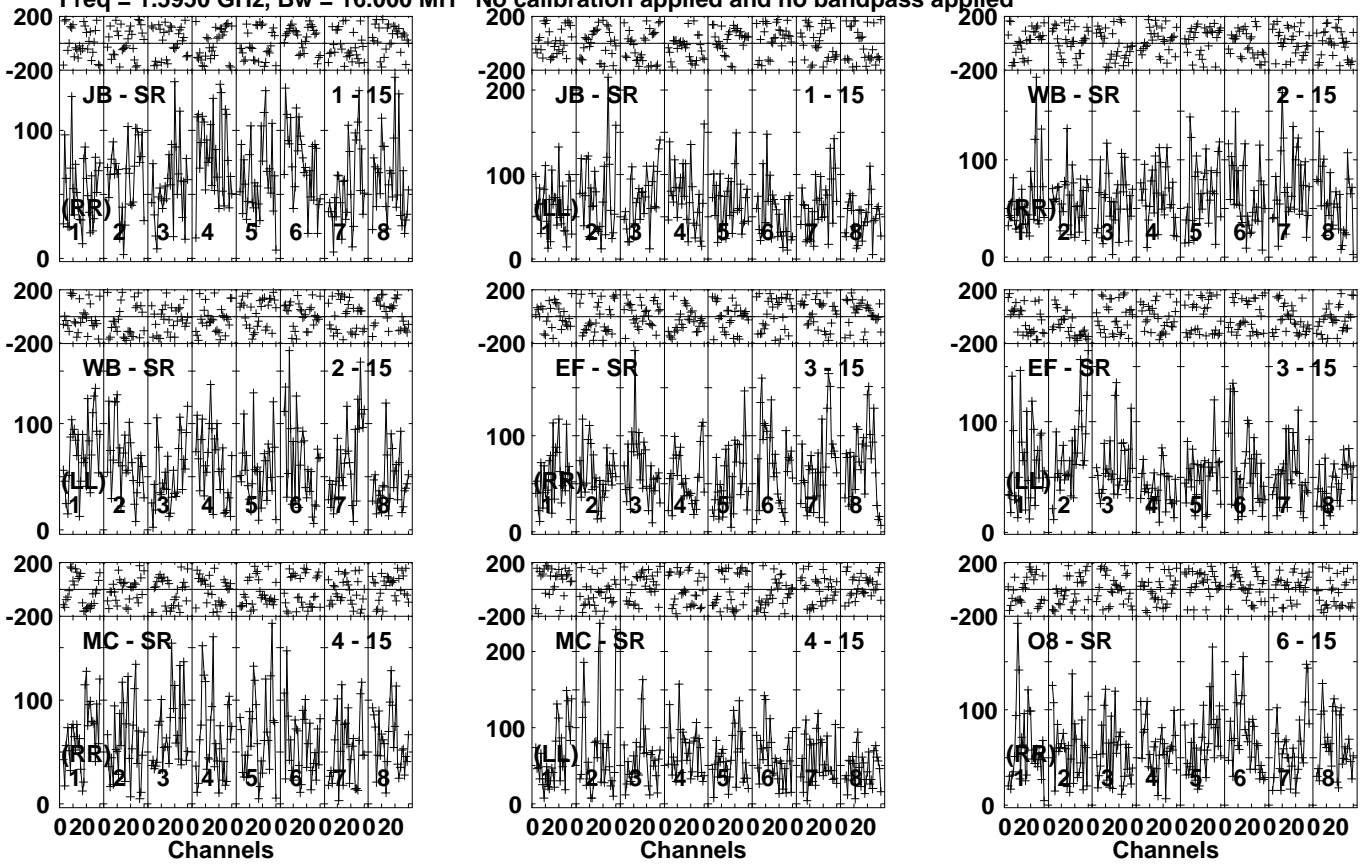 Freq = 1.5950 GHz, Bw = 16.000 MH No calibration applied and no bandpass applied
200
-200
JB - SR 1 - 15
100
(RR)
1 2 3 4 5 6 7 8
0
200
-200
JB - SR 1 - 15
200
100
(LL)
1 2 3 4 5 6 7 8
0
200
-200
WB - SR 2 - 15
100
(RR)
1 2 3 4 5 6 7 8
0
200
-200
WB - SR 2 - 15
100
(LL)
1 2 3 4 5 6 7 8
0
200
-200
EF - SR 3 - 15
100
(RR)
1 2 3 4 5 6 7 8
0
200
-200
EF - SR 3 - 15
100
(LL)
1 2 3 4 5 6 7 8
0
200
-200
MC - SR 4 - 15
100
(RR)
1 2 3 4 5 6 7 8
0
0 20 0 20 0 20 0 20 0 20 0 20 0 20 0 20
Channels
200
-200
MC - SR 4 - 15
200
100
(LL)
1 2 3 4 5 6 7 8
0
0 20 0 20 0 20 0 20 0 20 0 20 0 20 0 20
Channels
200
-200
O8 - SR 6 - 15
100
(RR)
1 2 3 4 5 6 7 8
0
0 20 0 20 0 20 0 20 0 20 0 20 0 20 0 20
Channels